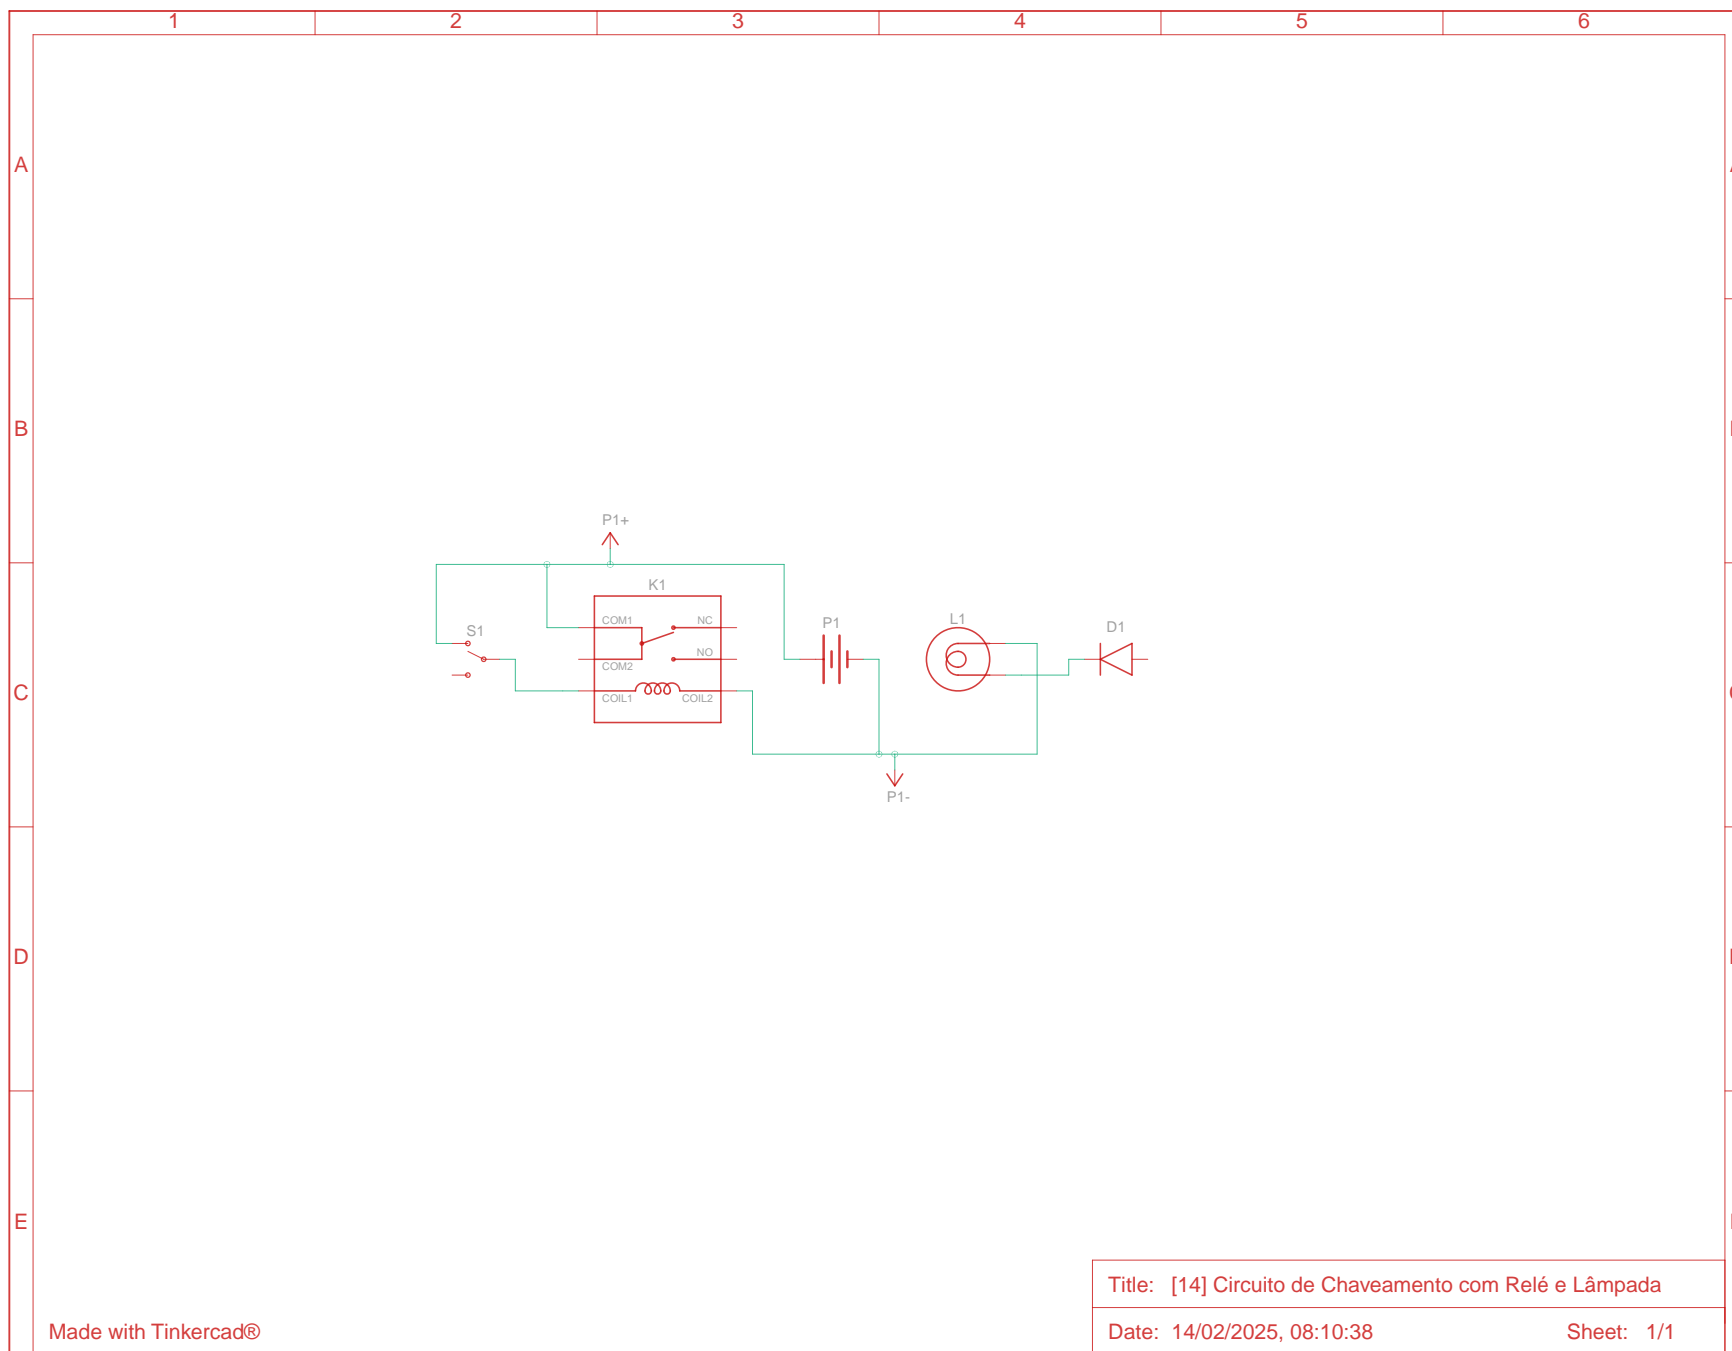 1 2 3 4 5 6
A
B
P1+
K1
COM1 NC
S1 P1 L1 D1
COM2 NO
C
COIL1 COIL2
P1-
D
E
Title: [14] Circuito de Chaveamento com Relé e Lâmpada
Made with Tinkercad® Date: 14/02/2025, 08:10:38 Sheet: 1/1